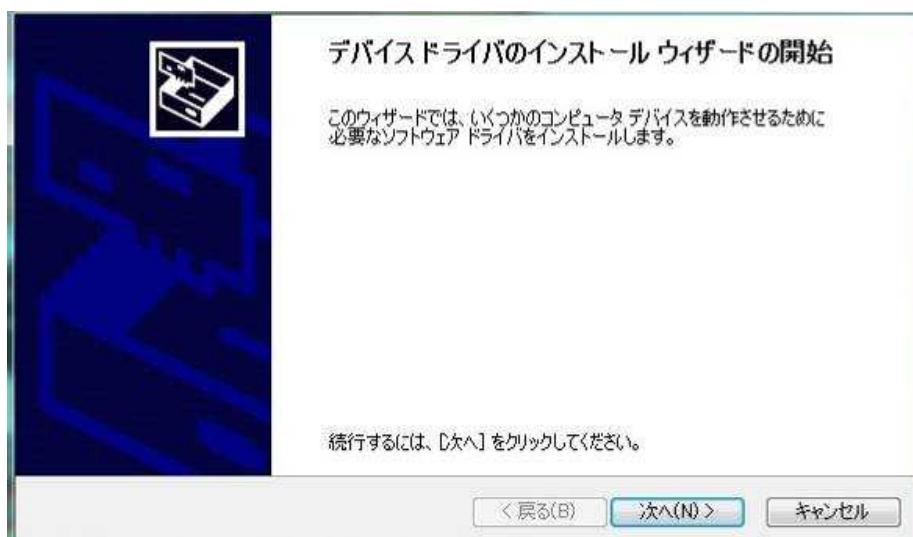 デバイス ドライバのインストール ウィザードの開始
このウィザードでは、いくつかのコンピュータ デバイスを動作させるために
必要なソフトウェア ドライバをインストールします。
続行するには、[次へ] をクリックしてください。
< 戻る(B)
次へ(N) >
キャンセル